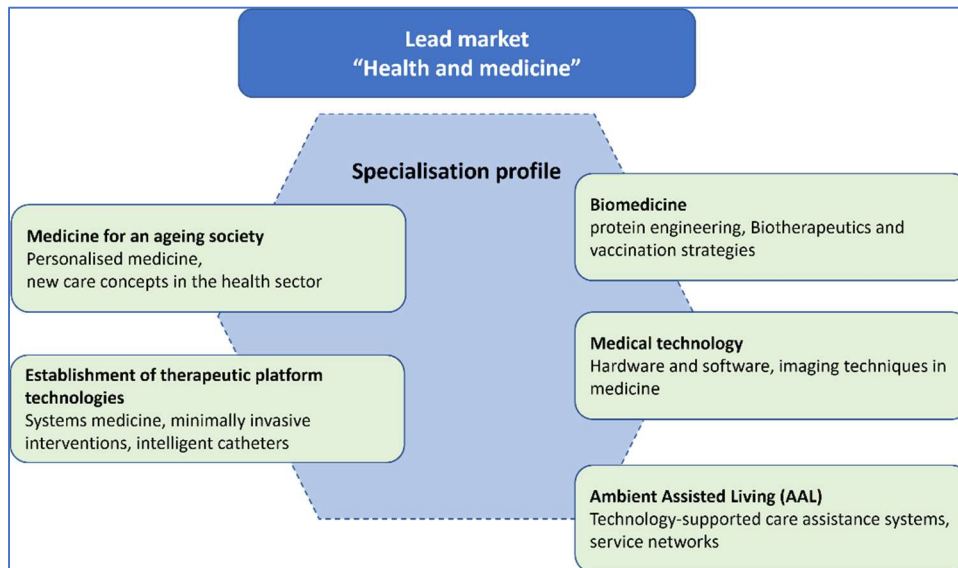 Lead market
“Health and medicine”
Specialisation profile
Medicine for an ageing society
Personalised medicine,
new care concepts in the health sector
Establishment of therapeutic platform
technologies
Systems medicine, minimally invasive
interventions, intelligent catheters
Biomedicine
protein engineering, Biotherapeutics and
vaccination strategies
Medical technology
Hardware and software, imaging techniques in
medicine
Ambient Assisted Living (AAL)
Technology-supported care assistance systems,
service networks